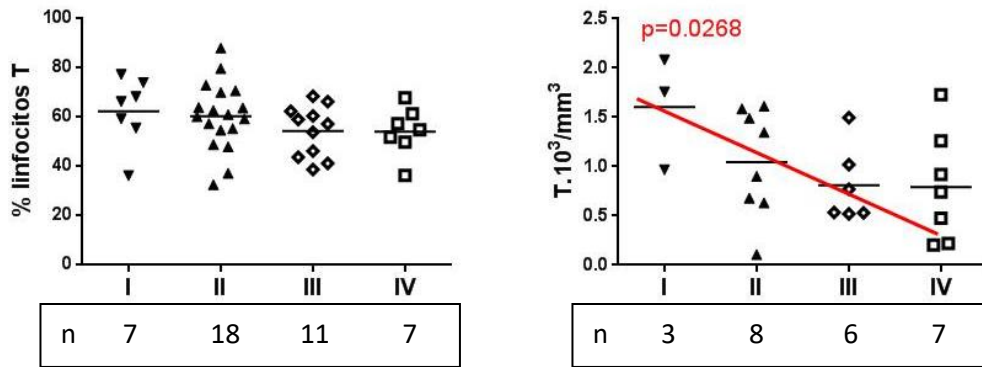 % linfocitos T
100
80
60
40
20
0
I II III IV
n 7 18 11 7
p=0.0268
T.10³/mm³
2.5
2.0
1.5
1.0
0.5
0.0
I II III IV
n 3 8 6 7